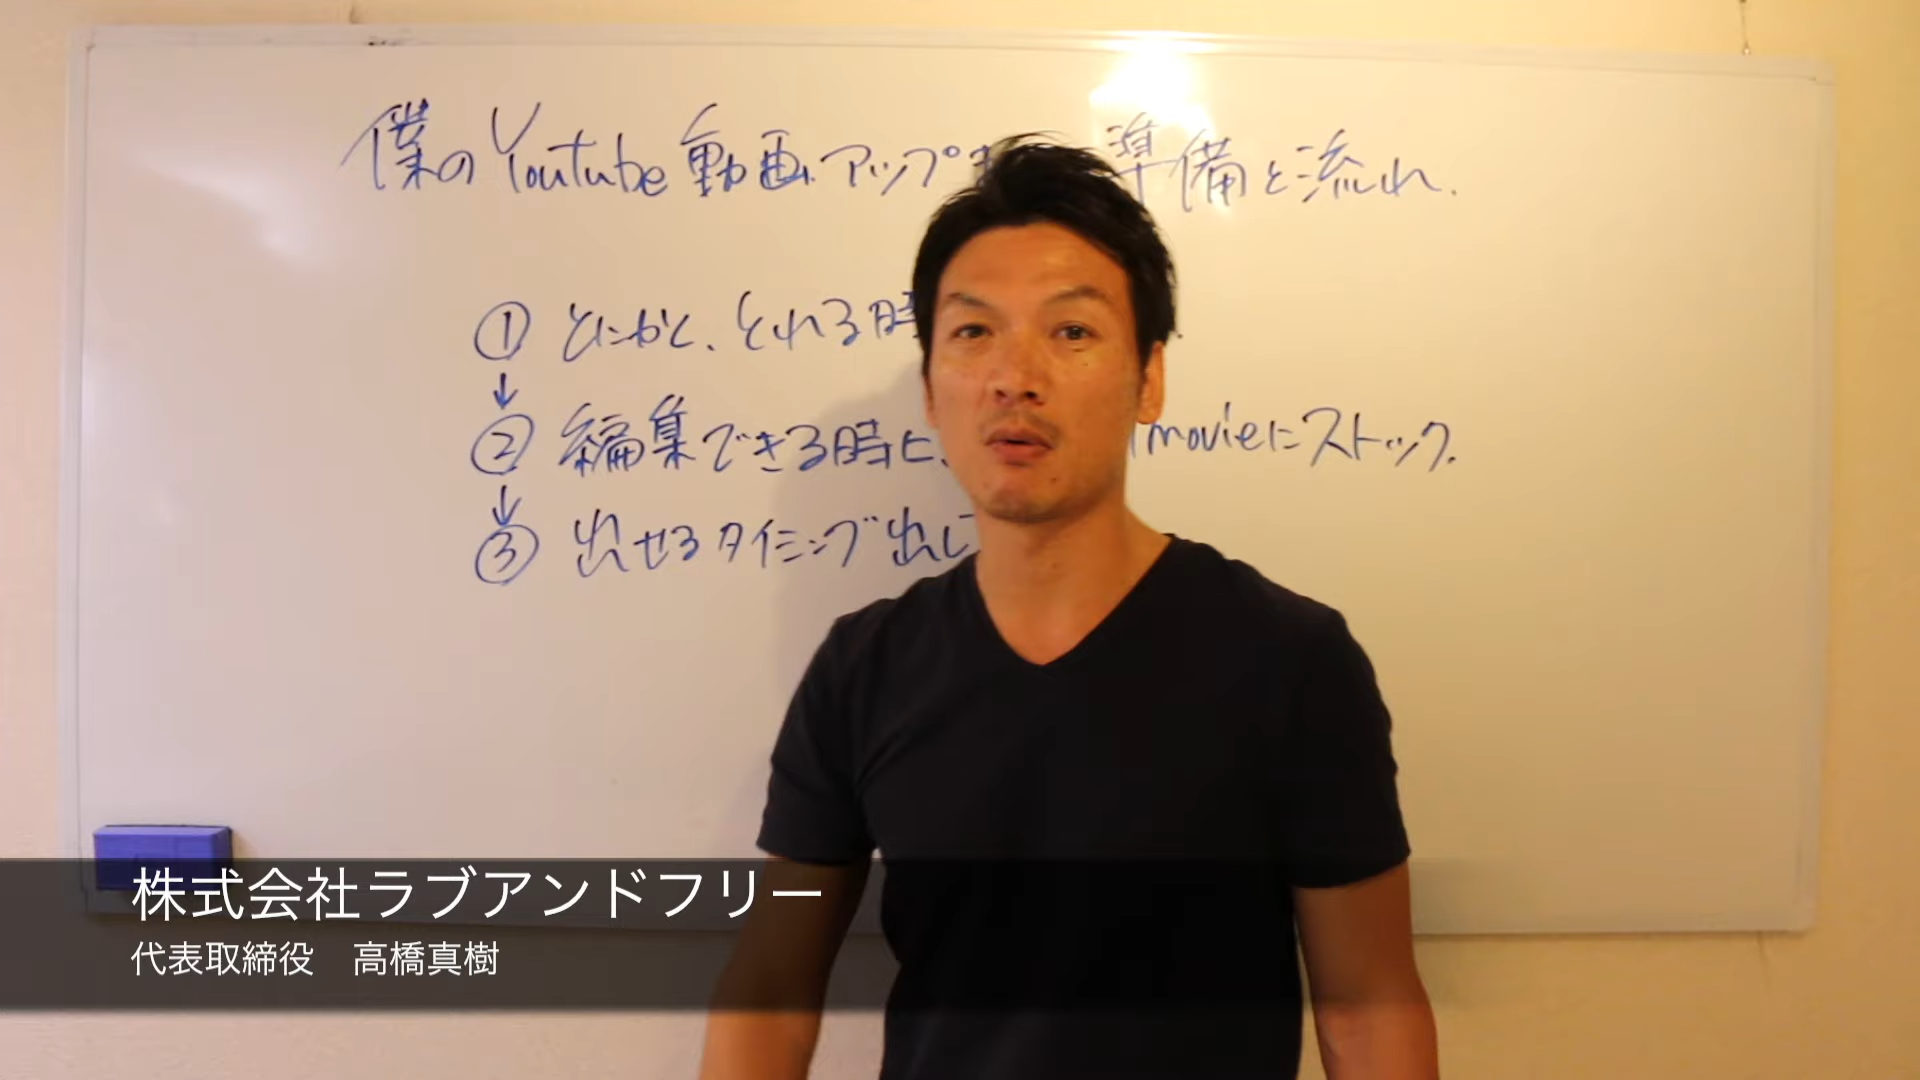 僕のYoutube動画アップ 準備と流れ.
① とにかく、とれる時
↓
② 編集できる時に、 movieにストック.
↓
③ 出せるタイミング 出して
株式会社ラブアンドフリー
代表取締役　高橋真樹